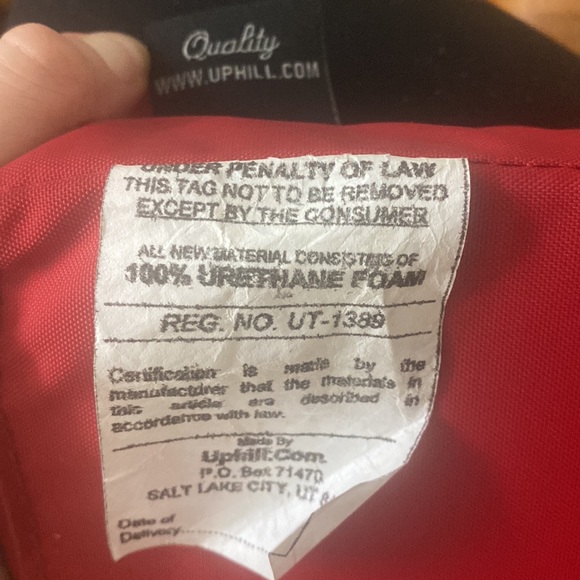 Quality
WWW.UPHILL.COM
UNDER PENALTY OF LAW
THIS TAG NOT TO BE REMOVED
EXCEPT BY THE CONSUMER
ALL NEW MATERIAL CONSISTING OF
100% URETHANE FOAM
REG. NO. UT-1389
Certification is made by the
manufacturer that the materials in
this article are described in
accordance with law.
Made By
Uphill.Com
P.O. Box 71470
SALT LAKE CITY, UT 8
Date of
Delivery